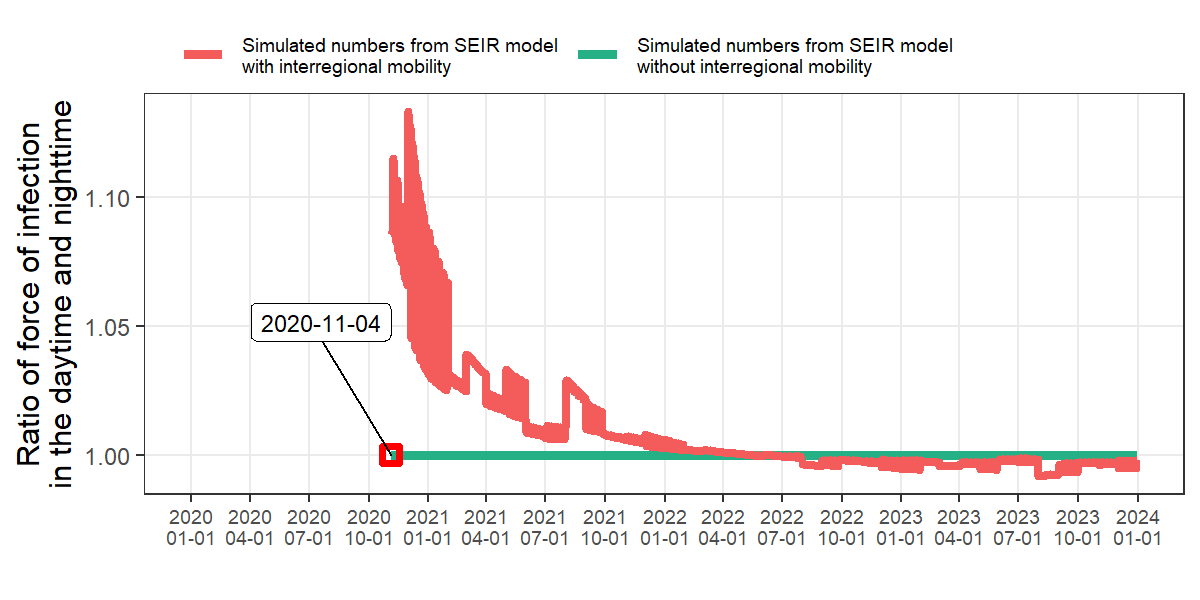 Simulated numbers from SEIR model
with interregional mobility
Simulated numbers from SEIR model
without interregional mobility
Ratio of force of infection
in the daytime and nighttime
1.10
1.05
1.00
2020-11-04
2020 2020 2020 2020 2021 2021 2021 2021 2022 2022 2022 2022 2023 2023 2023 2023 2024
01-01 04-01 07-01 10-01 01-01 04-01 07-01 10-01 01-01 04-01 07-01 10-01 01-01 04-01 07-01 10-01 01-01